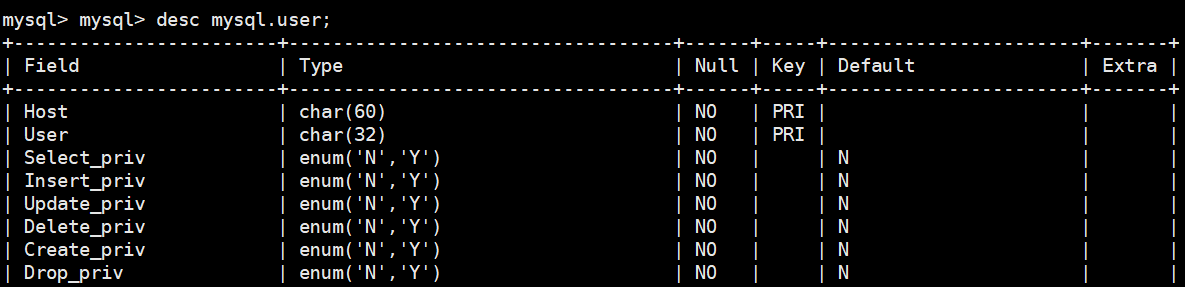 mysql> mysql> desc mysql.user;
+------------------------+-----------------------------------+------+-----+-----------------------+-------+
| Field                  | Type                              | Null | Key | Default               | Extra |
+------------------------+-----------------------------------+------+-----+-----------------------+-------+
| Host                   | char(60)                          | NO   | PRI |                       |       |
| User                   | char(32)                          | NO   | PRI |                       |       |
| Select_priv            | enum('N','Y')                     | NO   |     | N                     |       |
| Insert_priv            | enum('N','Y')                     | NO   |     | N                     |       |
| Update_priv            | enum('N','Y')                     | NO   |     | N                     |       |
| Delete_priv            | enum('N','Y')                     | NO   |     | N                     |       |
| Create_priv            | enum('N','Y')                     | NO   |     | N                     |       |
| Drop_priv              | enum('N','Y')                     | NO   |     | N                     |       |